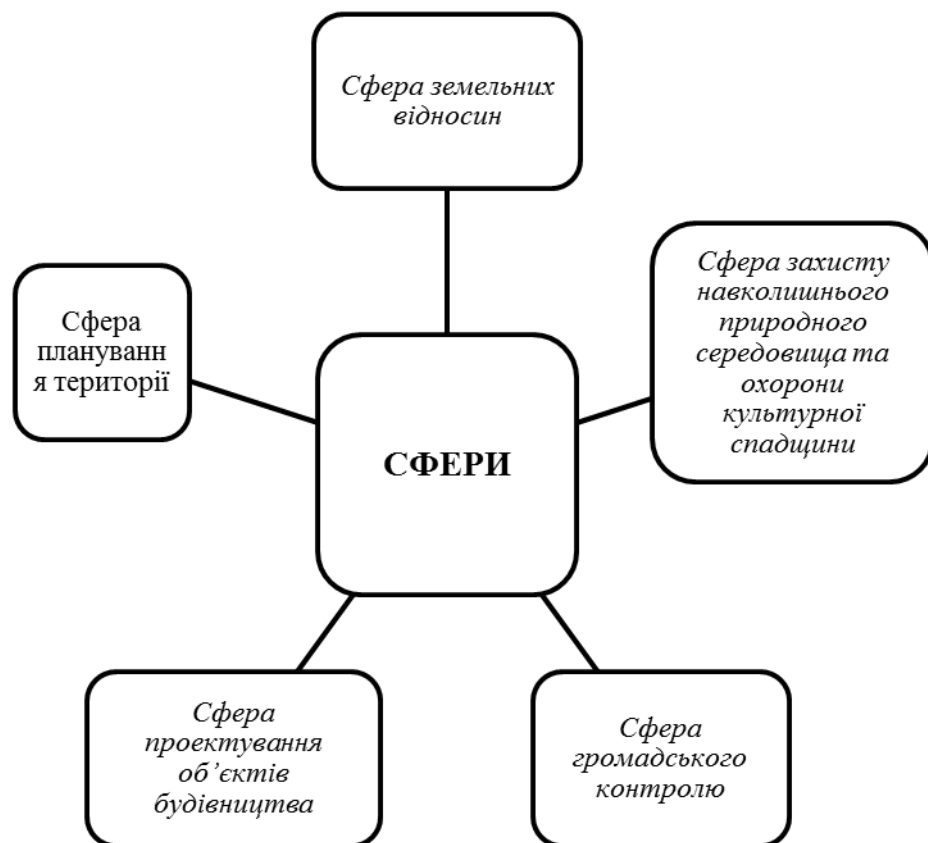 Сфера земельних
відносин
Сфера захисту
навколишнього
природного
середовища та
охорони
культурної
спадщини
Сфера
плануванн
я території
СФЕРИ
Сфера
проектування
об’єктів
будівництва
Сфера
громадського
контролю